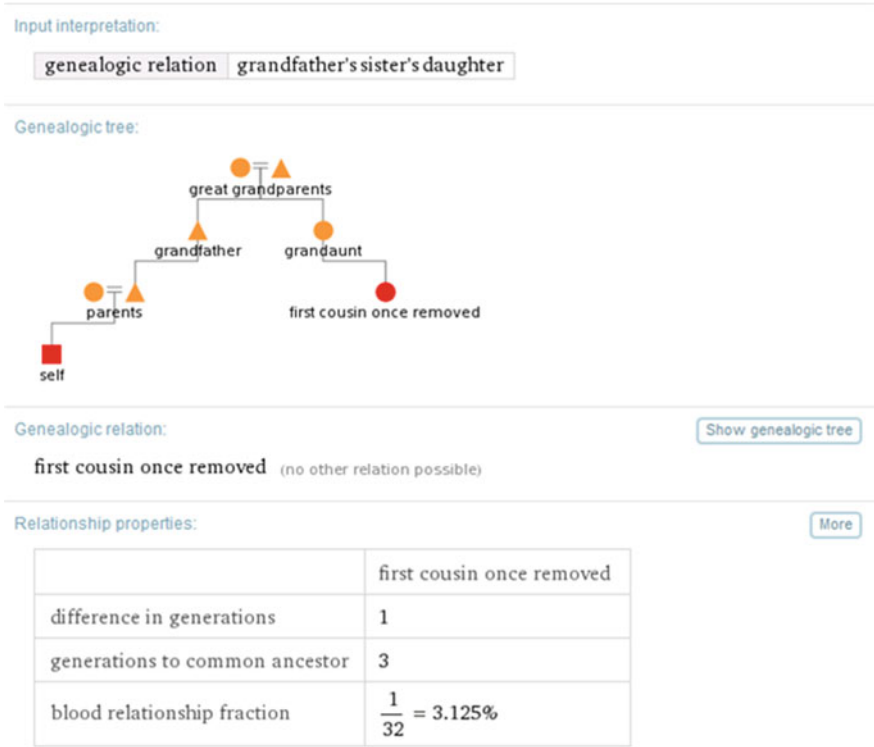 Input interpretation:
genealogic relation grandfather's sister's daughter
Genealogic tree:
great grandparents
grandfather grandaunt
parents first cousin once removed
self
Genealogic relation: Show genealogic tree
first cousin once removed (no other relation possible)
Relationship properties: More
first cousin once removed
difference in generations 1
generations to common ancestor 3
blood relationship fraction 1/32 = 3.125%